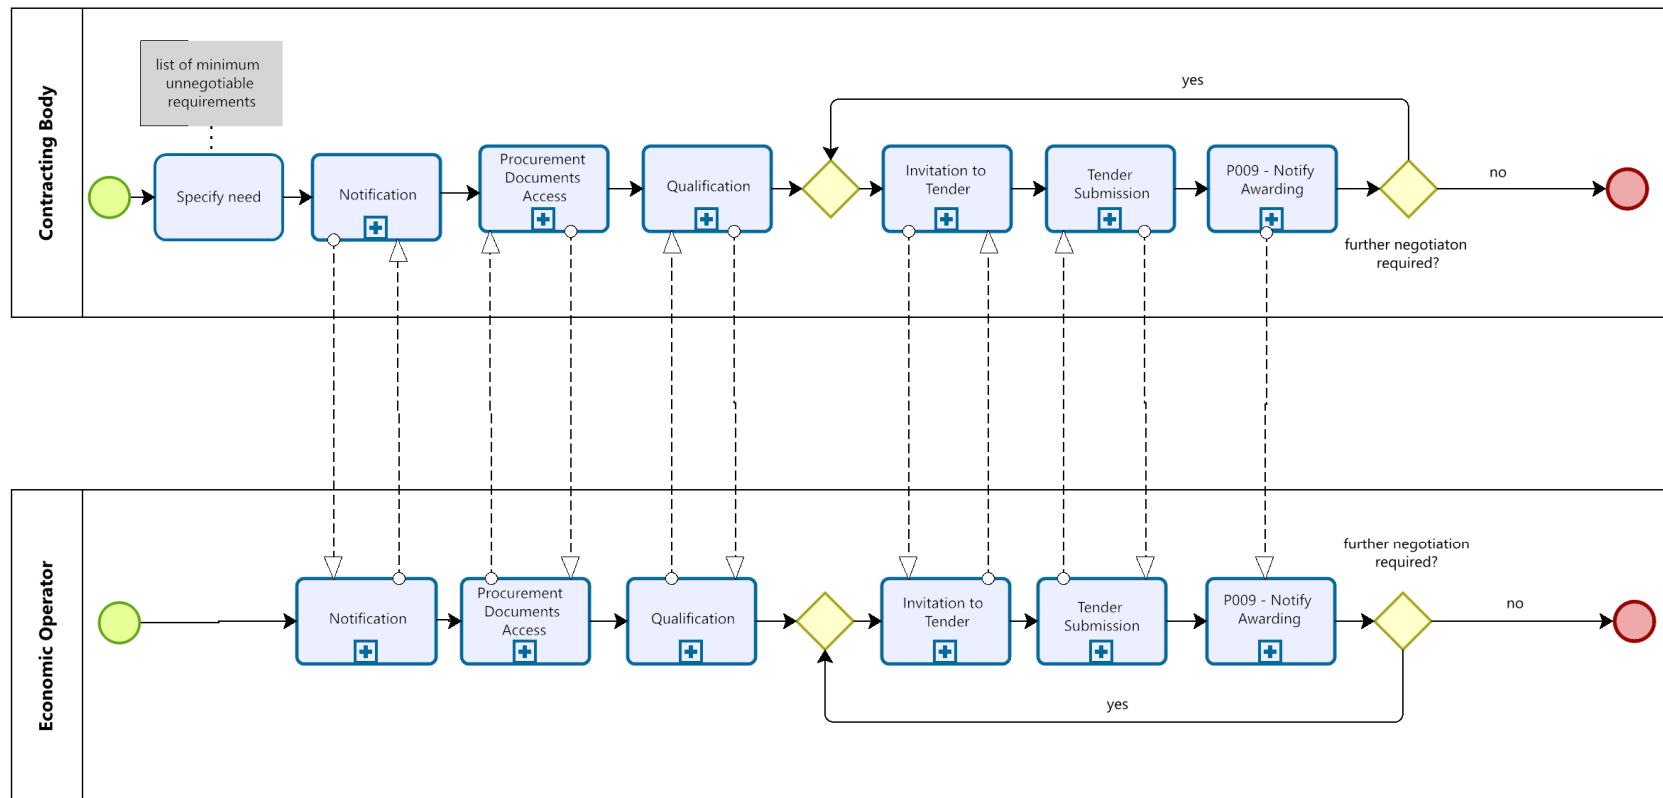 Contracting Body
list of minimum
unnegotiable
requirements
yes
Specify need
Notification
Procurement
Documents
Access
Qualification
Invitation to
Tender
Tender
Submission
P009 - Notify
Awarding
no
further negotiaton
required?
Economic Operator
further negotiation
required?
Notification
Procurement
Documents
Access
Qualification
Invitation to
Tender
Tender
Submission
P009 - Notify
Awarding
no
yes